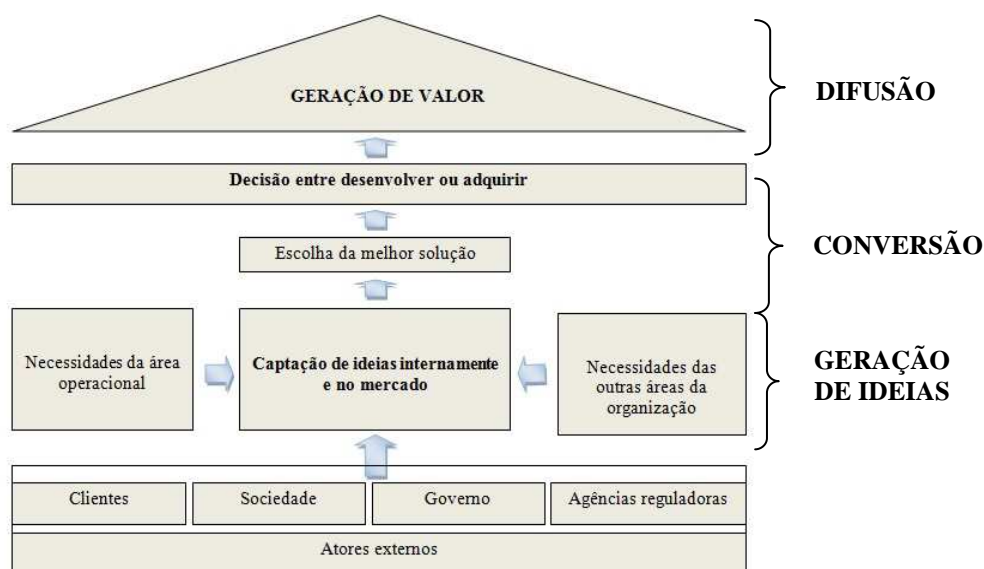 GERAÇÃO DE VALOR
DIFUSÃO
Decisão entre desenvolver ou adquirir
Escolha da melhor solução
CONVERSÃO
Necessidades da área
operacional
Captação de ideias internamente
e no mercado
Necessidades das
outras áreas da
organização
GERAÇÃO
DE IDEIAS
Clientes
Sociedade
Governo
Agências reguladoras
Atores externos